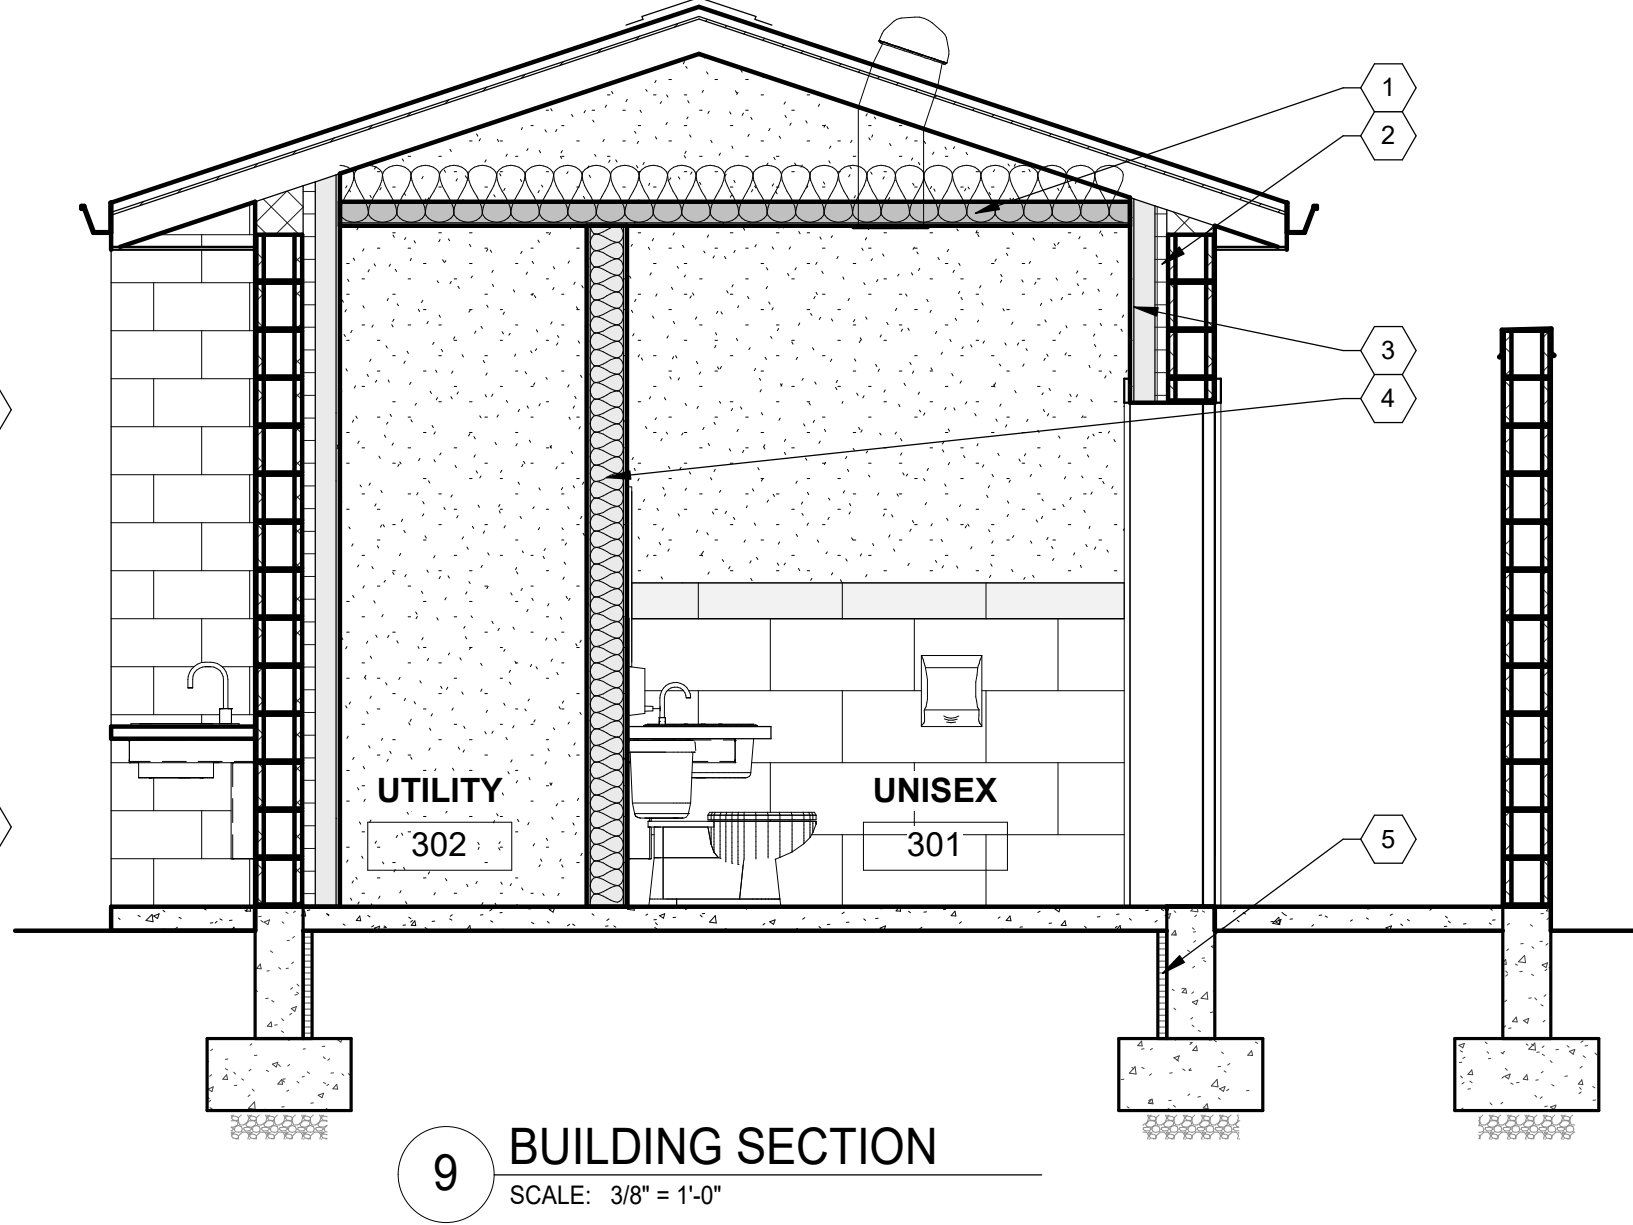 1
2
3
4
UTILITY
302
UNISEX
301
5
9
BUILDING SECTION
SCALE: 3/8" = 1'-0"